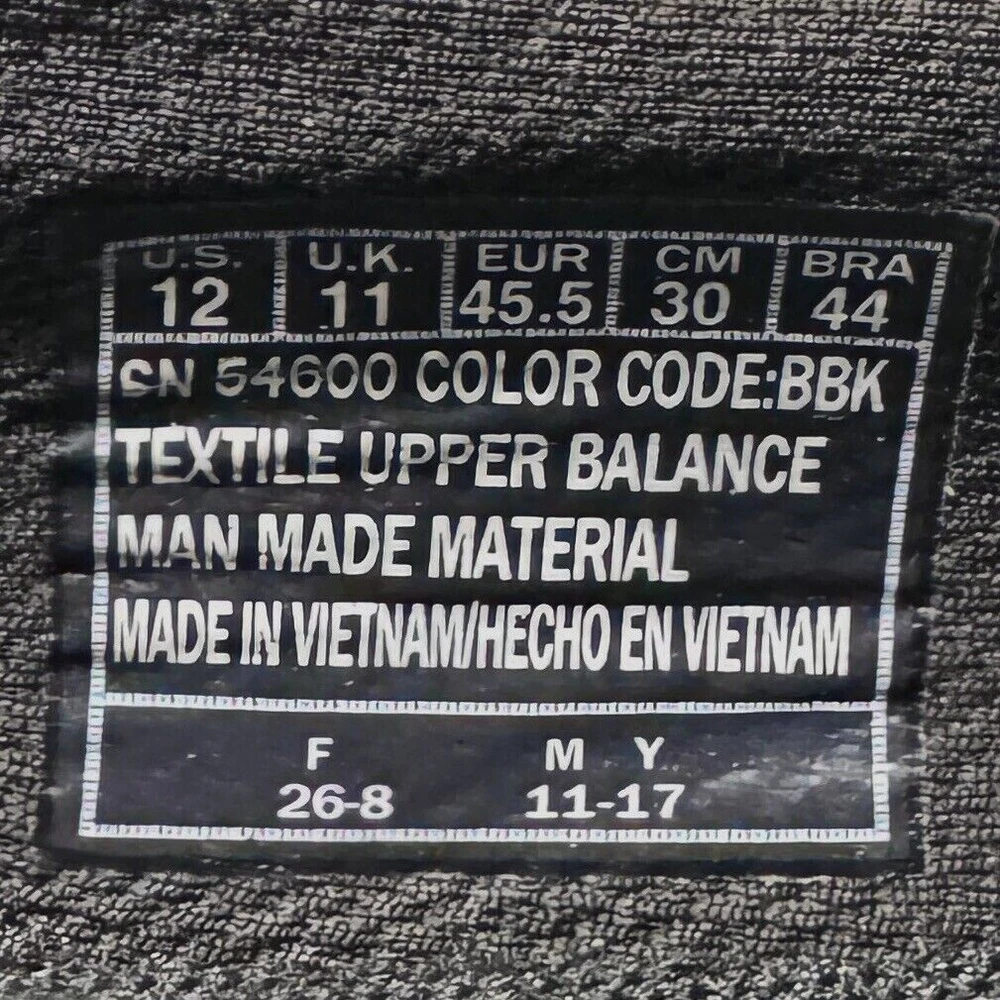 U.S. U.K. EUR CM BRA
12 11 45.5 30 44
SN 54600 COLOR CODE:BBK
TEXTILE UPPER BALANCE
MAN MADE MATERIAL
MADE IN VIETNAM/HECHO EN VIETNAM
F M Y
26-8 11-17